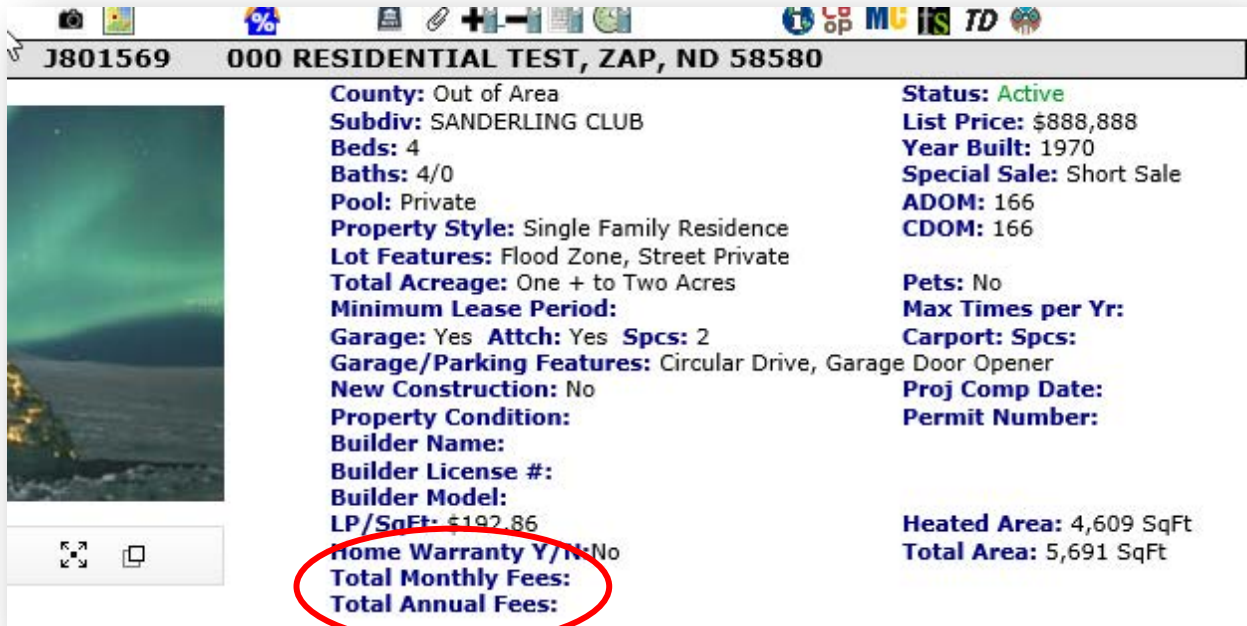 % MC fis TD
J801569 000 RESIDENTIAL TEST, ZAP, ND 58580
County: Out of Area Status: Active
Subdiv: SANDERLING CLUB List Price: $888,888
Beds: 4 Year Built: 1970
Baths: 4/0 Special Sale: Short Sale
Pool: Private ADOM: 166
Property Style: Single Family Residence CDOM: 166
Lot Features: Flood Zone, Street Private
Total Acreage: One + to Two Acres Pets: No
Minimum Lease Period: Max Times per Yr:
Garage: Yes Attch: Yes Spcs: 2 Carport: Spcs:
Garage/Parking Features: Circular Drive, Garage Door Opener
New Construction: No Proj Comp Date:
Property Condition: Permit Number:
Builder Name:
Builder License #:
Builder Model:
LP/SqFt: $192.86 Heated Area: 4,609 SqFt
Home Warranty Y/N:No Total Area: 5,691 SqFt
Total Monthly Fees:
Total Annual Fees: